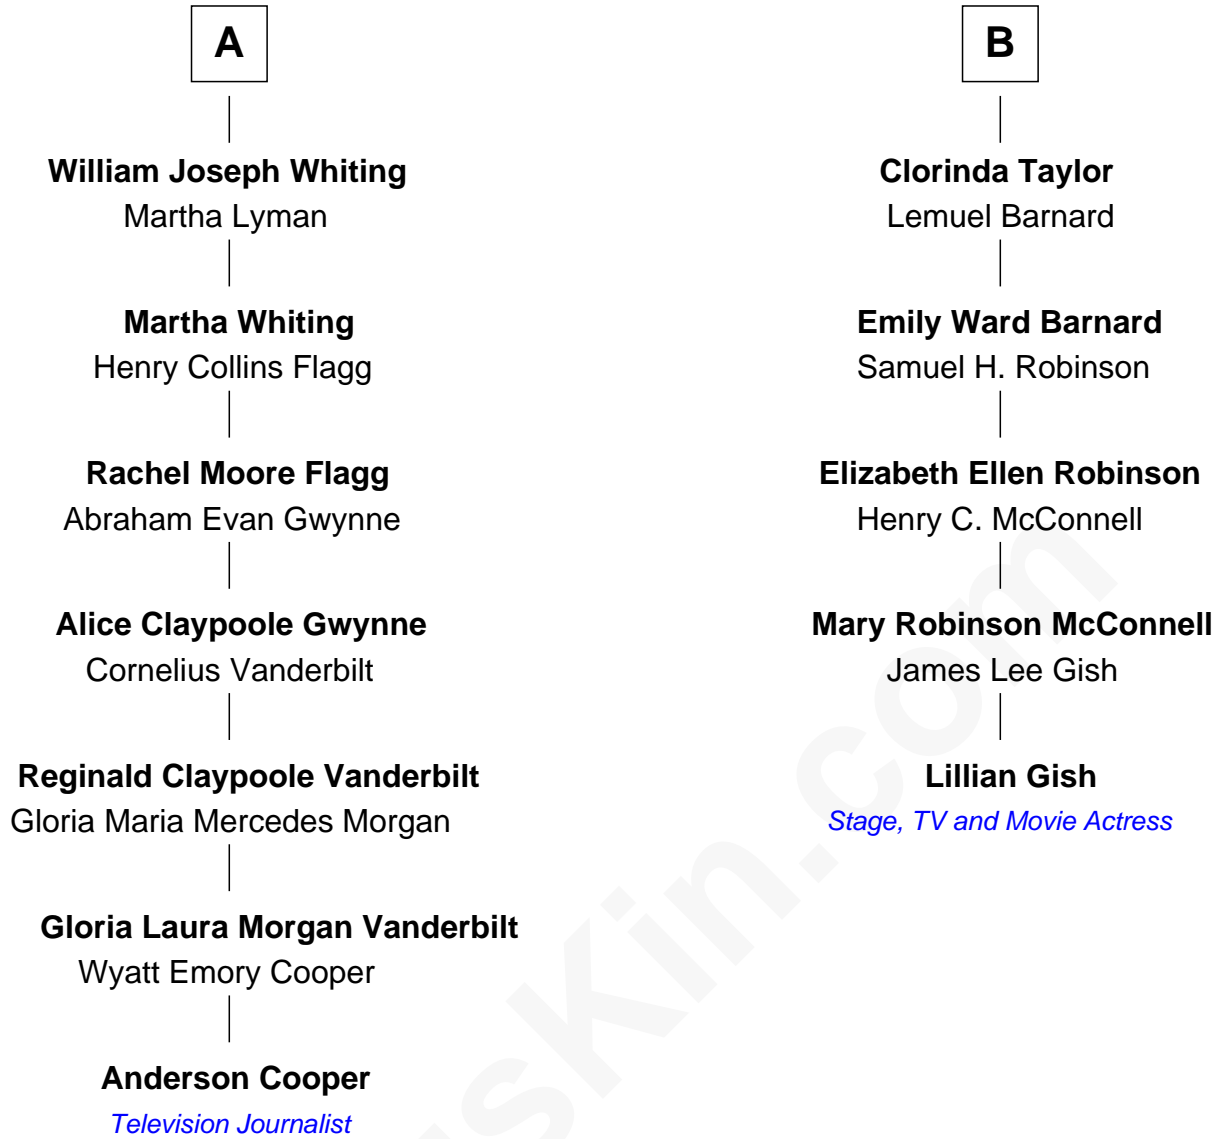 A
William Joseph Whiting
Martha Lyman
Martha Whiting
Henry Collins Flagg
Rachel Moore Flagg
Abraham Evan Gwynne
Alice Claypoole Gwynne
Cornelius Vanderbilt
Reginald Claypoole Vanderbilt
Gloria Maria Mercedes Morgan
Gloria Laura Morgan Vanderbilt
Wyatt Emory Cooper
Anderson Cooper
Television Journalist
B
Clorinda Taylor
Lemuel Barnard
Emily Ward Barnard
Samuel H. Robinson
Elizabeth Ellen Robinson
Henry C. McConnell
Mary Robinson McConnell
James Lee Gish
Lillian Gish
Stage, TV and Movie Actress
sKin.com